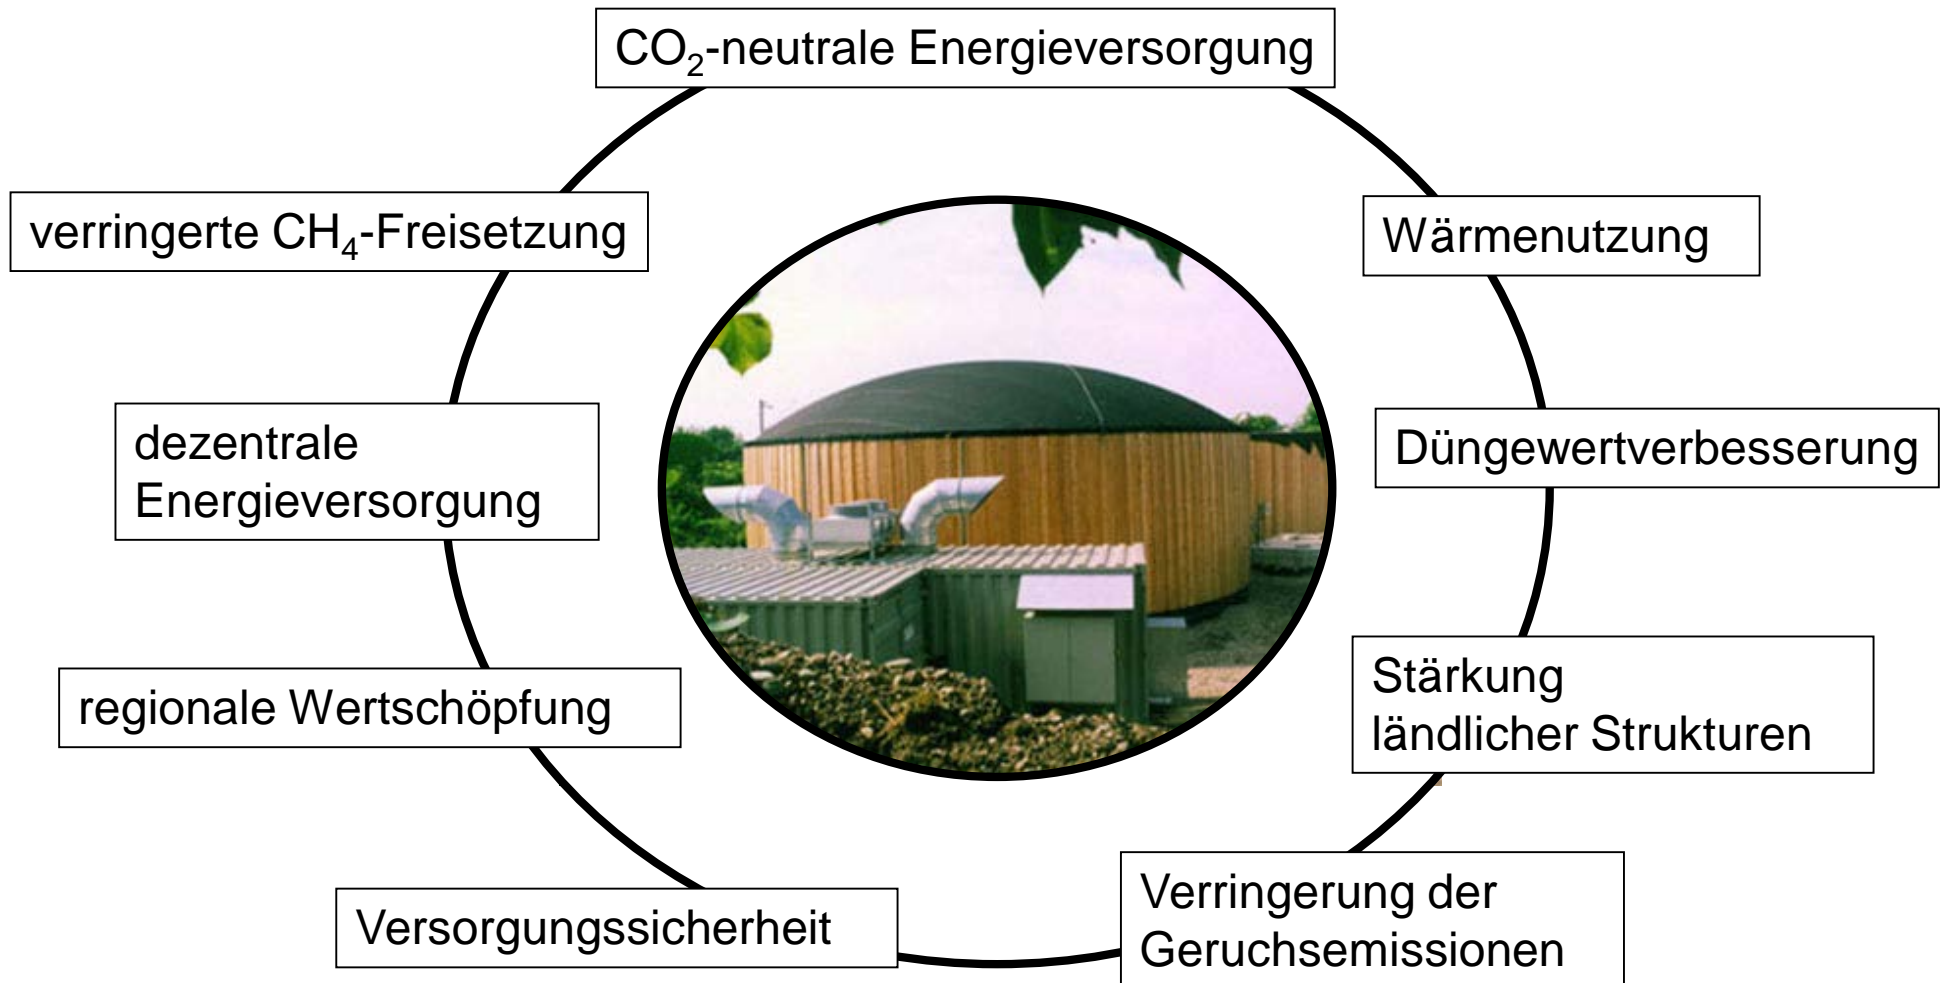 CO₂-neutrale Energieversorgung
verringerte CH₄-Freisetzung
Wärmenutzung
dezentrale
Energieversorgung
Düngewertverbesserung
regionale Wertschöpfung
Stärkung
ländlicher Strukturen
Versorgungssicherheit
Verringerung der
Geruchsemissionen